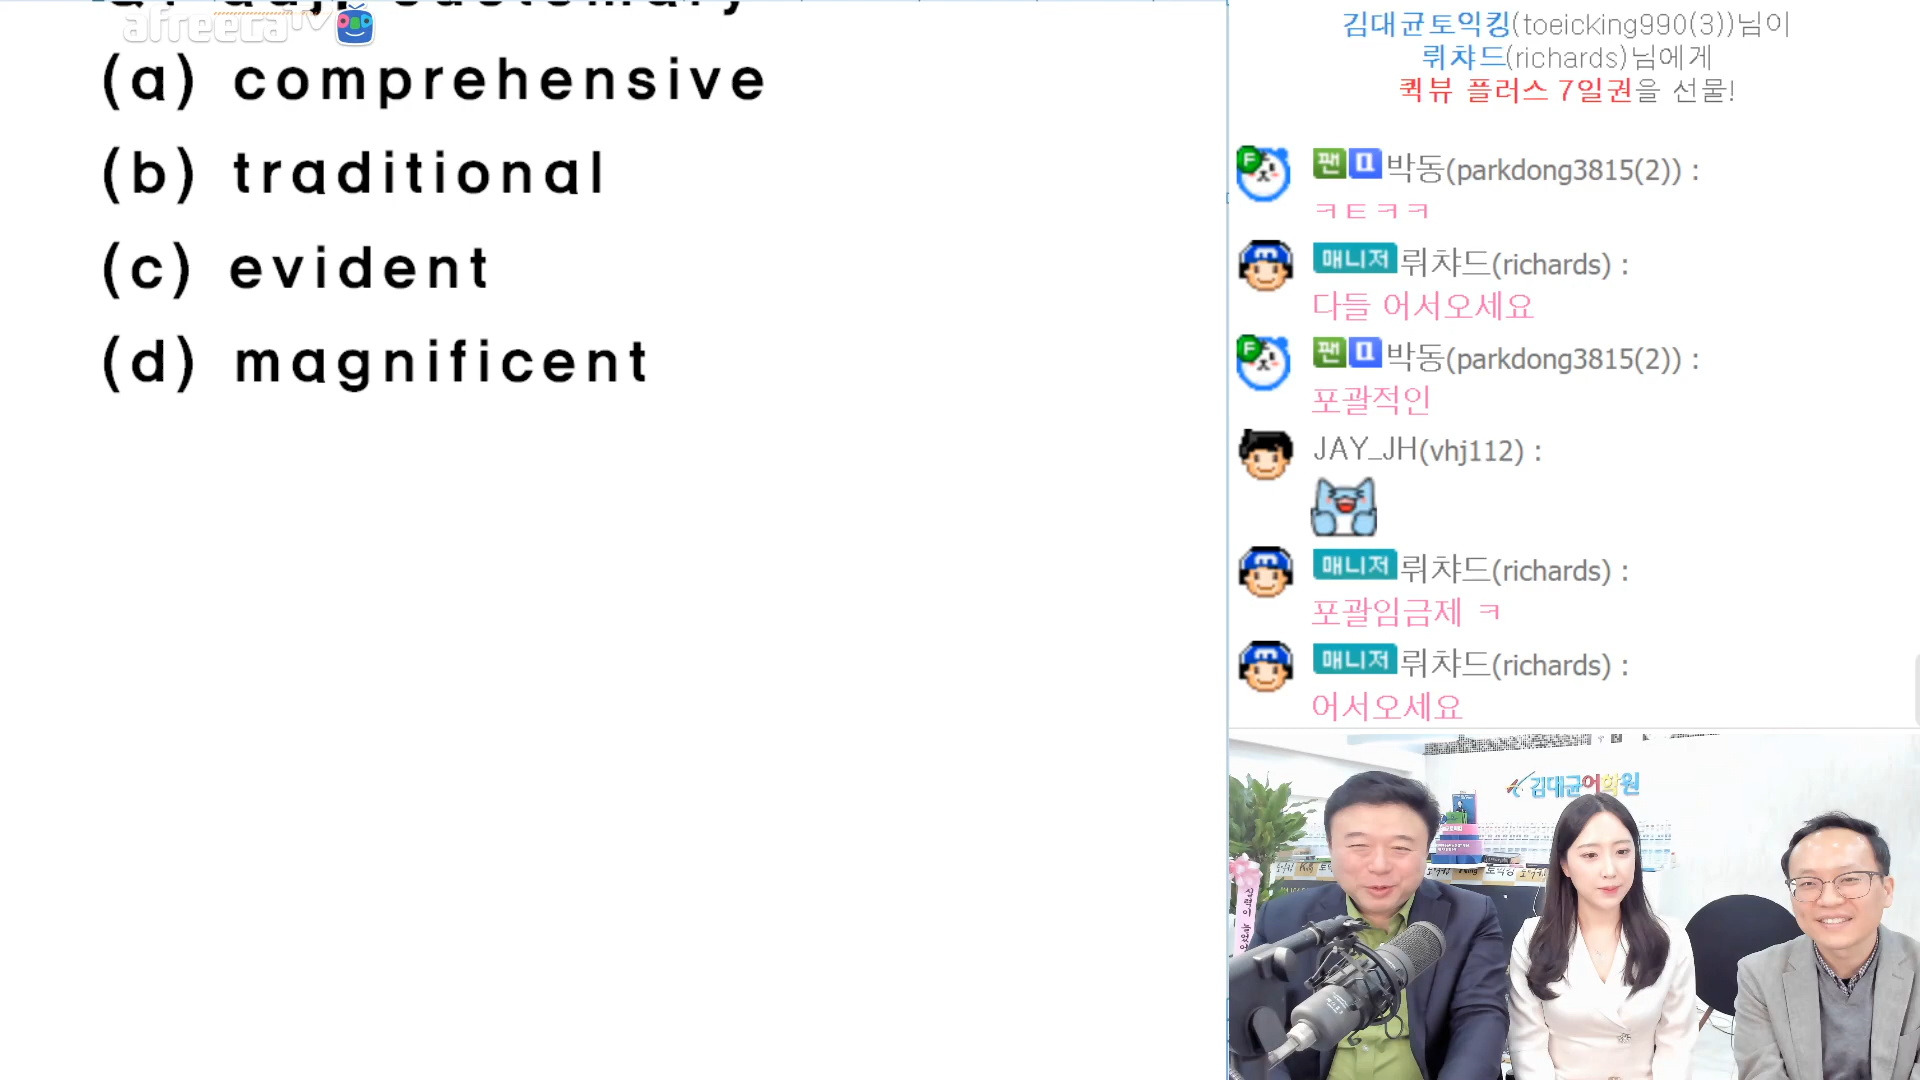 afreecaTV
(a) comprehensive
(b) traditional
(c) evident
(d) magnificent
김대균토익킹(toeicking990(3))님이
뤼챠드(richards)님에게
퀵뷰 플러스 7일권을 선물!
팬 박동(parkdong3815(2)) :
ㅋㅌㅋㅋ
매니저 뤼챠드(richards) :
다들 어서오세요
팬 박동(parkdong3815(2)) :
포괄적인
JAY_JH(vhj112) :
매니저 뤼챠드(richards) :
포괄임금제 ㅋ
매니저 뤼챠드(richards) :
어서오세요
김대균어학원